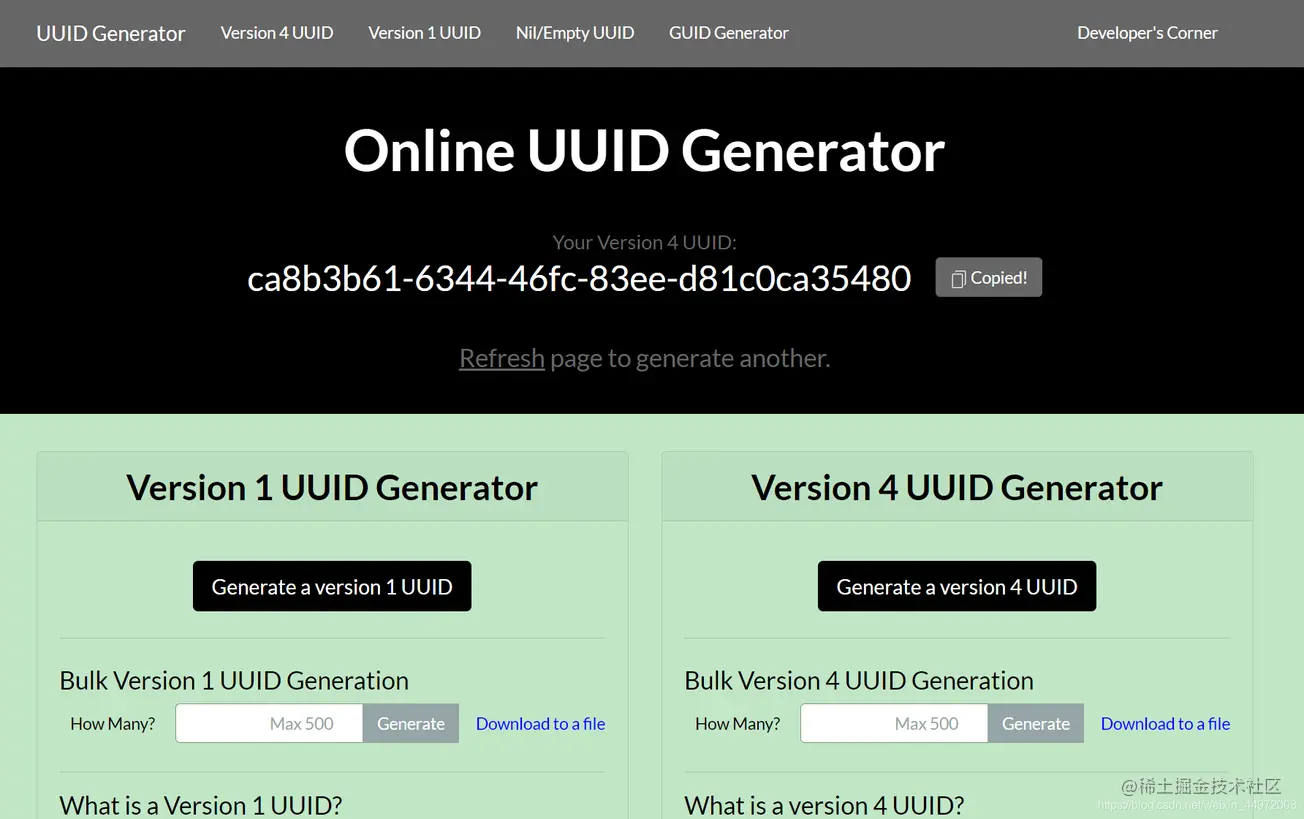 UUID Generator Version 4 UUID Version 1 UUID Nil/Empty UUID GUID Generator Developer's Corner
Online UUID Generator
Your Version 4 UUID:
ca8b3b61-6344-46fc-83ee-d81c0ca35480 Copied!
Refresh page to generate another.
Version 1 UUID Generator
Generate a version 1 UUID
Bulk Version 1 UUID Generation
How Many? Max 500 Generate Download to a file
What is a Version 1 UUID?
Version 4 UUID Generator
Generate a version 4 UUID
Bulk Version 4 UUID Generation
How Many? Max 500 Generate Download to a file
What is a version 4 UUID?
@稀土掘金技术社区
https://blog.csdn.net/weixin_44972008